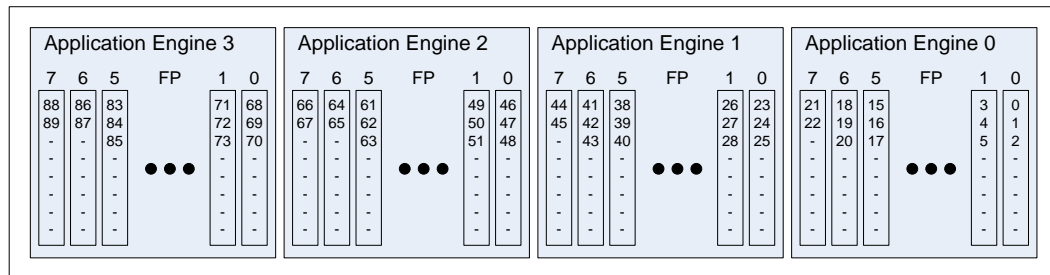 Application Engine 3 Application Engine 2 Application Engine 1 Application Engine 0
7 6 5 FP 1 0 7 6 5 FP 1 0 7 6 5 FP 1 0 7 6 5 FP 1 0
88 86 83 71 68 66 64 61 49 46 44 41 38 26 23 21 18 15 3 0
89 87 84 72 69 67 65 62 50 47 45 42 39 27 24 22 19 16 4 1
- - 85 73 70 - - 63 51 48 - 43 40 28 25 - 20 17 5 2
- - - - - - - - - - - - - - - - - - - -
- - - - - - - - - - - - - - - - - - - -
- - - - - - - - - - - - - - - - - - - -
- - - - - - - - - - - - - - - - - - - -
- - - - - - - - - - - - - - - - - - - -